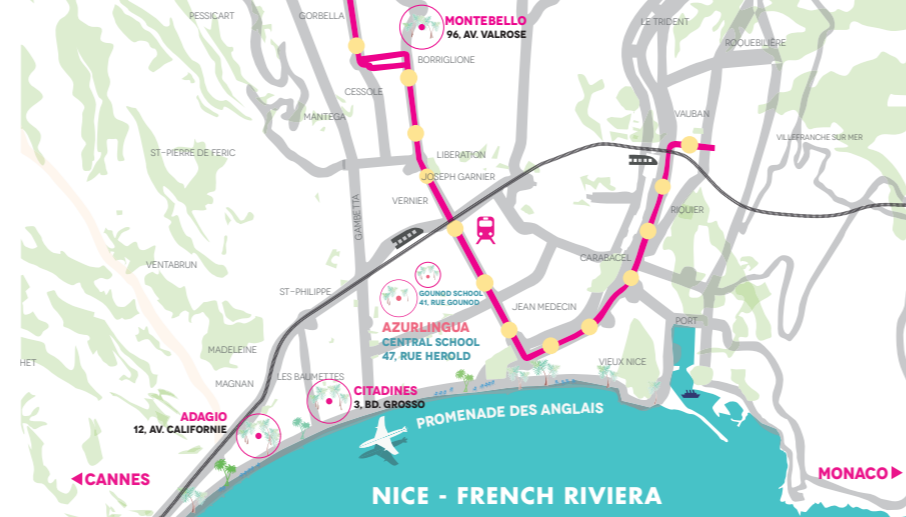 PESSICART
GORBELLA
MONTEBELLO
96, AV. VALROSE
LE TRIDENT
ROQUEBILIÈRE
BORRIGLIONE
CESSOLE
MANTEGA
VAUBAN
VILLEFRANCHE SUR MER
ST-PIERRE DE FERIC
LIBERATION
JOSEPH GARNIER
VERNIER
GAMBETTA
RIQUIER
VENTABRUN
CARABACEL
ST-PHILIPPE
GOUNOD SCHOOL
41, RUE GOUNOD
JEAN MEDECIN
AZURLINGUA
CENTRAL SCHOOL
47, RUE HEROLD
PORT
MADELEINE
HET
VIEUX NICE
MAGNAN
LES BAUMETTES
CITADINES
3, BD. GROSSO
ADAGIO
12, AV. CALIFORNIE
PROMENADE DES ANGLAIS
CANNES
MONACO
NICE - FRENCH RIVIERA